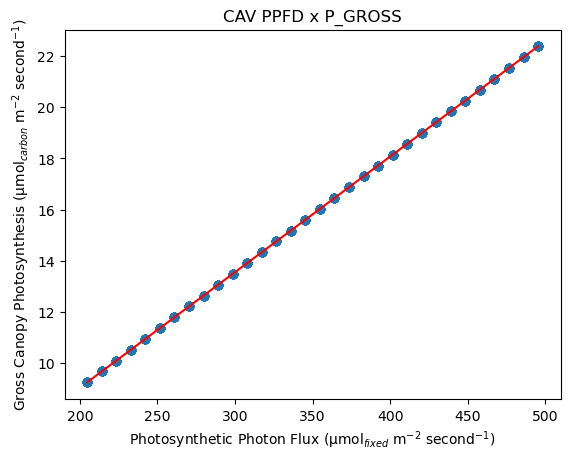 CAV PPFD x P_GROSS
Gross Canopy Photosynthesis (μmol_carbon m⁻² second⁻¹)
22
20
18
16
14
12
10
200 250 300 350 400 450 500
Photosynthetic Photon Flux (μmol_fixed m⁻² second⁻¹)